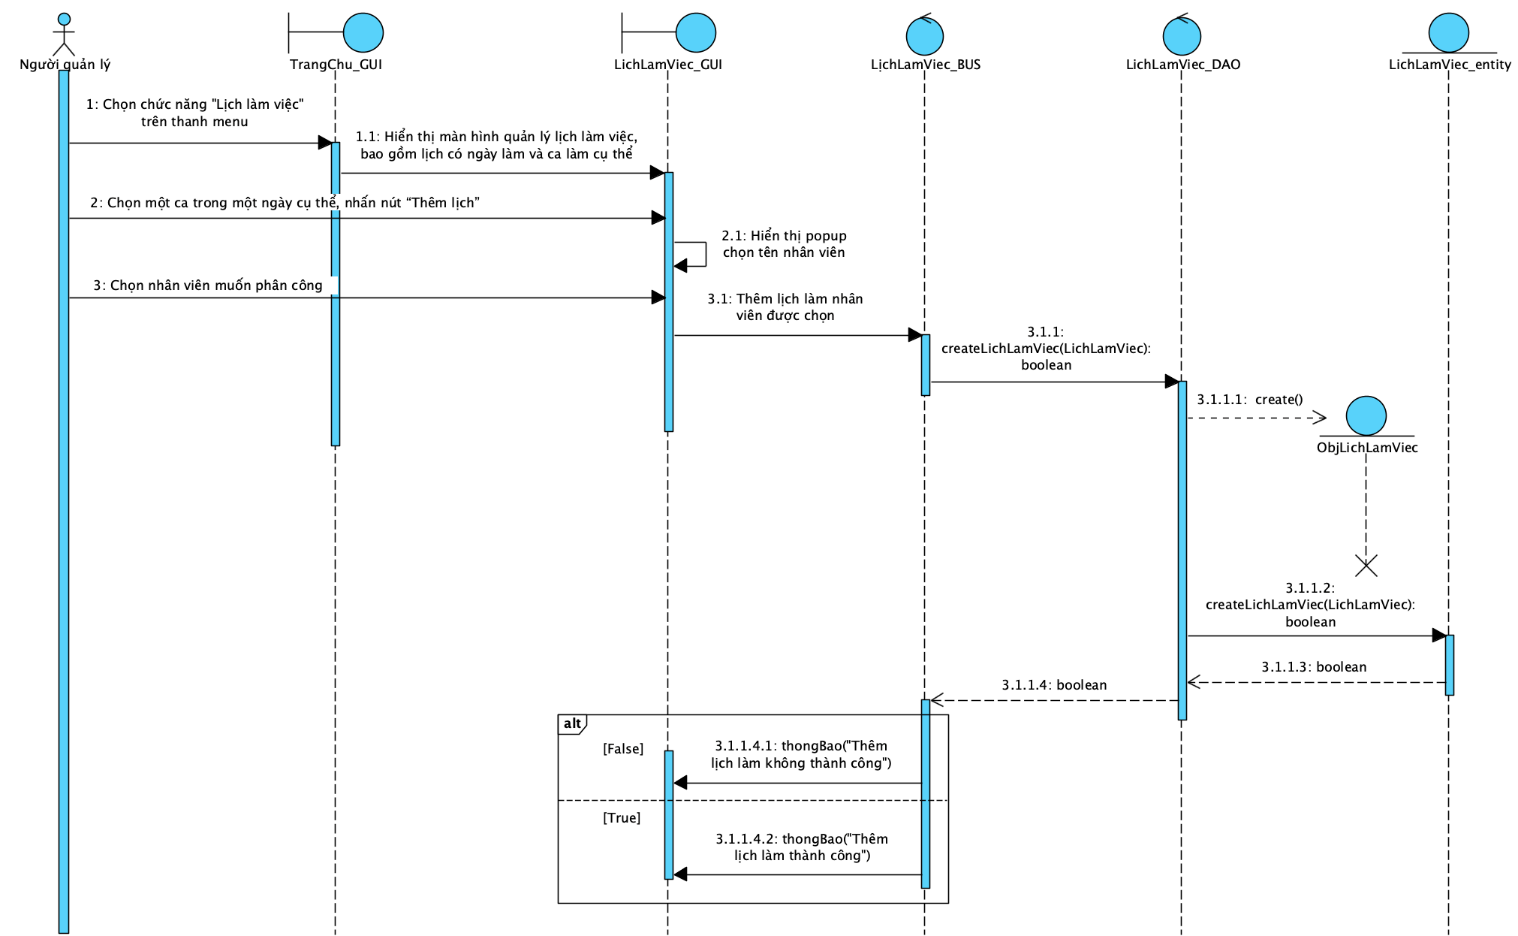 Người quản lý
TrangChu_GUI
LichLamViec_GUI
LịchLamViec_BUS
LichLamViec_DAO
LichLamViec_entity
1: Chọn chức năng "Lịch làm việc"
trên thanh menu
1.1: Hiển thị màn hình quản lý lịch làm việc,
bao gồm lịch có ngày làm và ca làm cụ thể
2: Chọn một ca trong một ngày cụ thể, nhấn nút “Thêm lịch”
2.1: Hiển thị popup
chọn tên nhân viên
3: Chọn nhân viên muốn phân công
3.1: Thêm lịch làm nhân
viên được chọn
3.1.1:
createLichLamViec(LichLamViec):
boolean
3.1.1.1: create()
ObjLichLamViec
3.1.1.2:
createLichLamViec(LichLamViec):
boolean
3.1.1.3: boolean
3.1.1.4: boolean
alt
[False]
3.1.1.4.1: thongBao("Thêm
lịch làm không thành công")
[True]
3.1.1.4.2: thongBao("Thêm
lịch làm thành công")